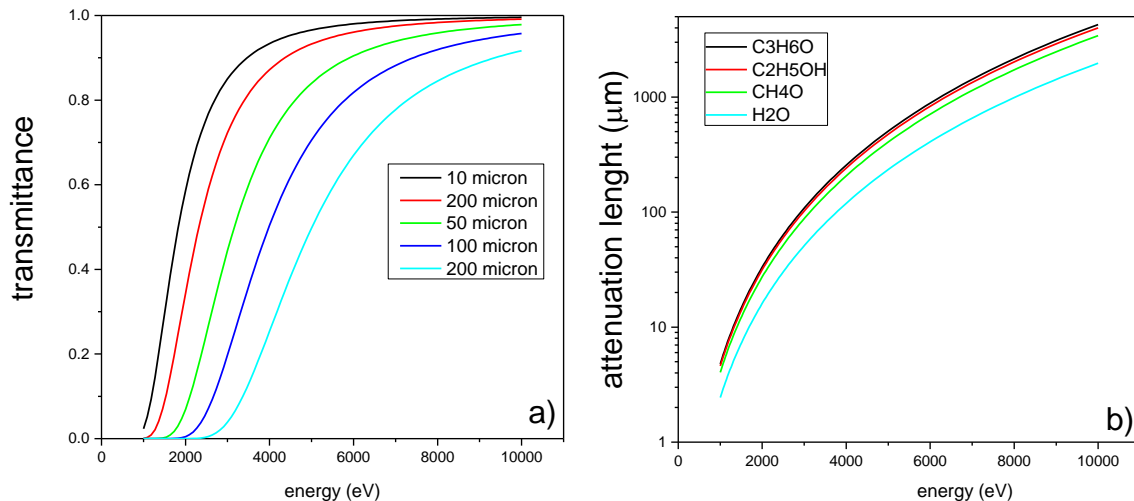 1.0
0.8
0.6
0.4
0.2
0.0
transmittance
10 micron
200 micron
50 micron
100 micron
200 micron
a)
0 2000 4000 6000 8000 10000
energy (eV)
1000
100
10
1
attenuation lenght (μm)
C3H6O
C2H5OH
CH4O
H2O
b)
0 2000 4000 6000 8000 10000
energy (eV)